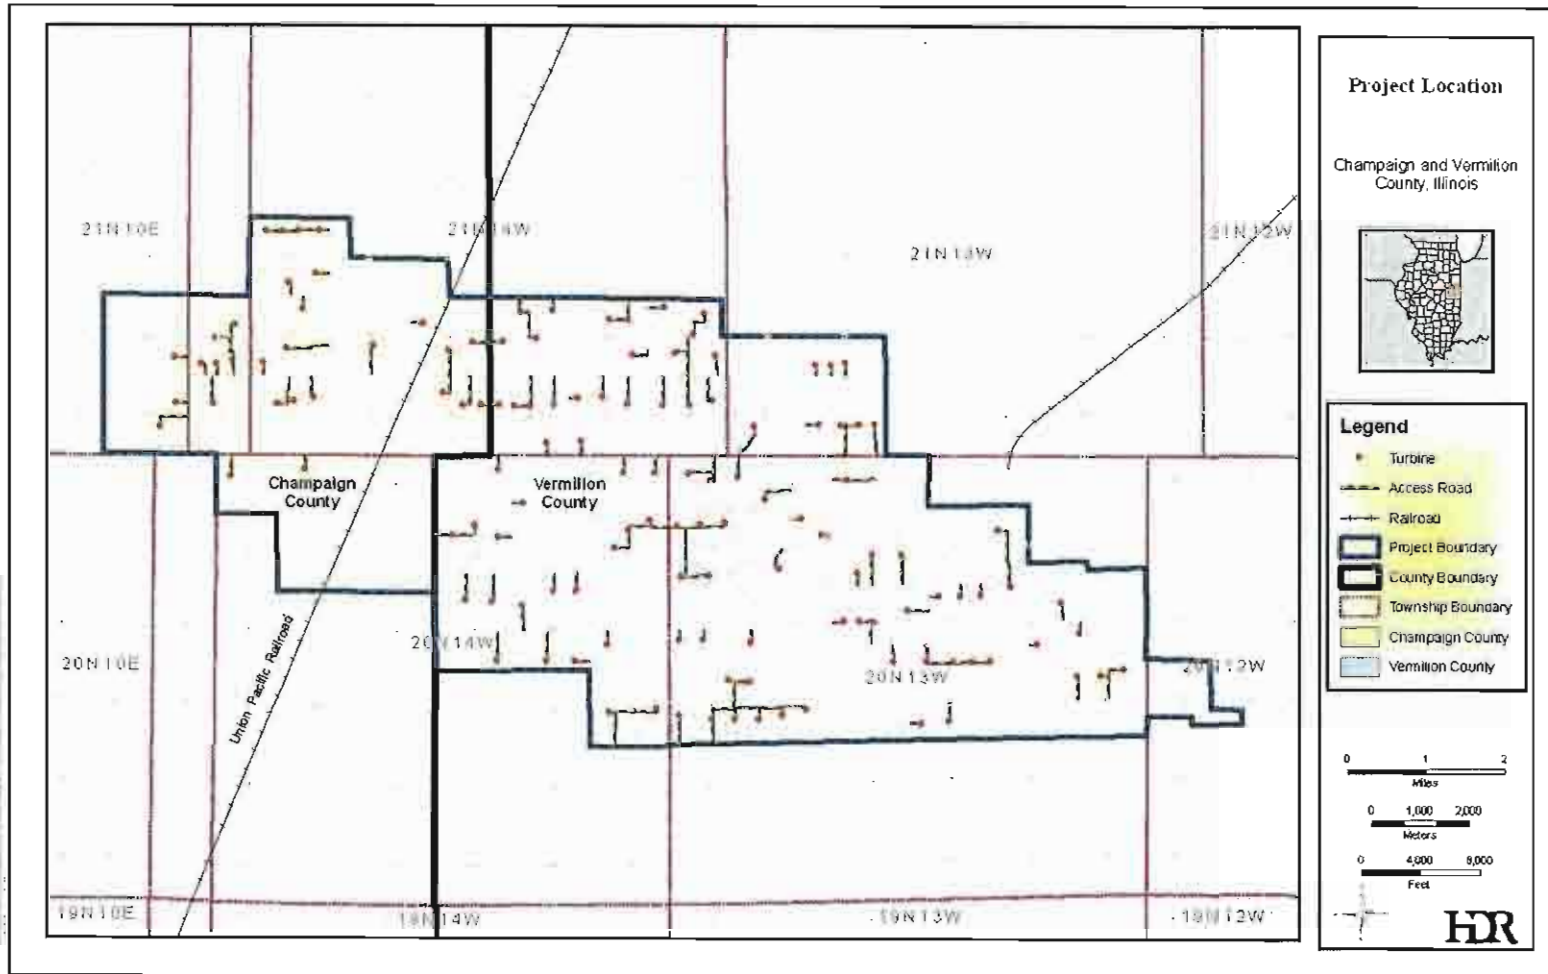 Project Location
Champaign and Vermilion
County, Illinois
21N10E
21N14W
21N13W
21N12W
Champaign
County
Vermilion
County
Union Pacific Railroad
20N10E
20N14W
20N13W
20N12W
19N10E
19N14W
19N13W
19N12W
Legend
Turbine
Access Road
Railroad
Project Boundary
County Boundary
Township Boundary
Champaign County
Vermilion County
0 1 2
Miles
0 1,000 2,000
Meters
0 4,000 8,000
Feet
HDR